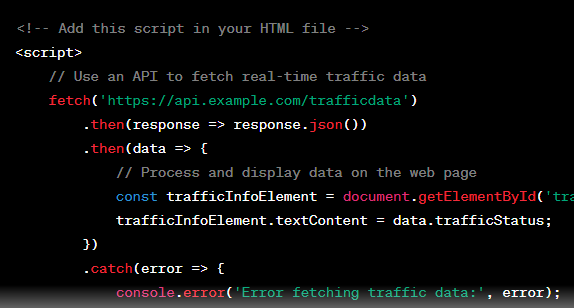 <!-- Add this script in your HTML file -->
<script>
// Use an API to fetch real-time traffic data
fetch('https://api.example.com/trafficdata')
.then(response => response.json())
.then(data => {
// Process and display data on the web page
const trafficInfoElement = document.getElementById('tra
trafficInfoElement.textContent = data.trafficStatus;
})
.catch(error => {
console.error('Error fetching traffic data:', error);